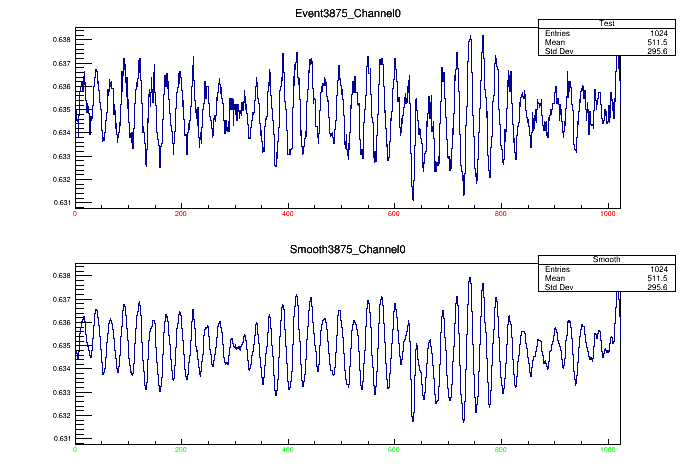 Event3875_Channel0
Test
Entries 1024
Mean 511.5
Std Dev 295.6
0.638
0.637
0.636
0.635
0.634
0.633
0.632
0.631
0 200 400 600 800 1000
Smooth3875_Channel0
Smooth
Entries 1024
Mean 511.5
Std Dev 295.6
0.638
0.637
0.636
0.635
0.634
0.633
0.632
0.631
0 200 400 600 800 1000